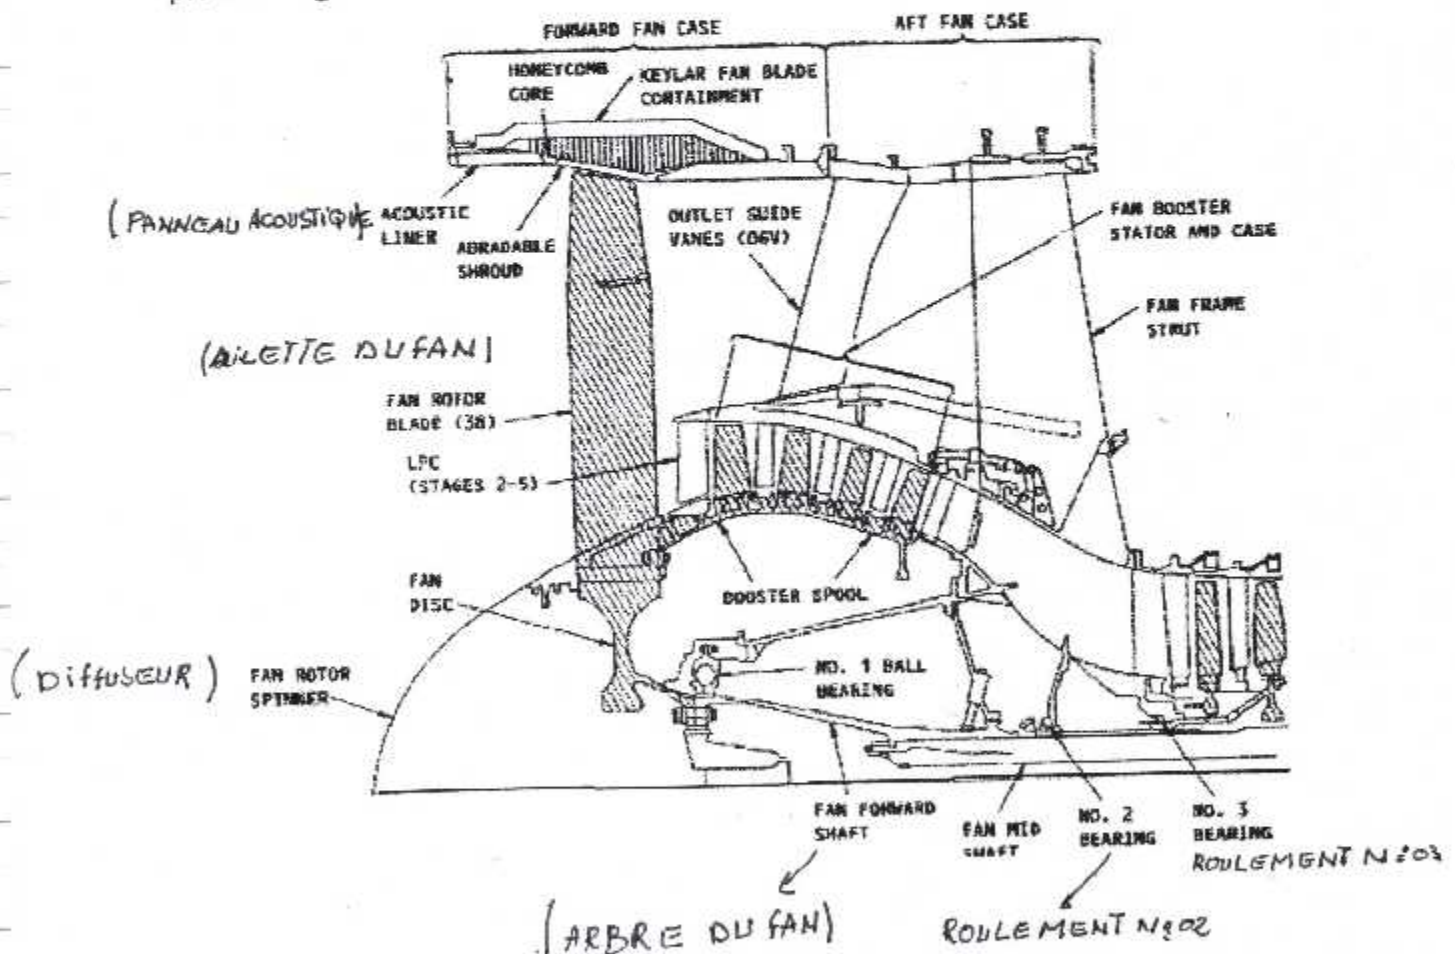 FORWARD FAN CASE
AFT FAN CASE
HONEYCOMB
CORE
KEVLAR FAN BLADE
CONTAINMENT
(PANNEAU ACOUSTIQUE
ACOUSTIC
LINER
ABRADABLE
SHROUD
OUTLET GUIDE
VANES (OGV)
FAN BOOSTER
STATOR AND CASE
FAN FRAME
STRUT
(AILETTE DU FAN)
FAN ROTOR
BLADE (38)
LPC
(STAGES 2-5)
FAN
DISC
BOOSTER SPOOL
(DiffUSEUR)
FAN ROTOR
SPINNER
NO. 1 BALL
BEARING
FAN FORWARD
SHAFT
FAN MID
SHAFT
NO. 2
BEARING
NO. 3
BEARING
ROULEMENT N:03
(ARBRE DU FAN)
ROULEMENT N:02